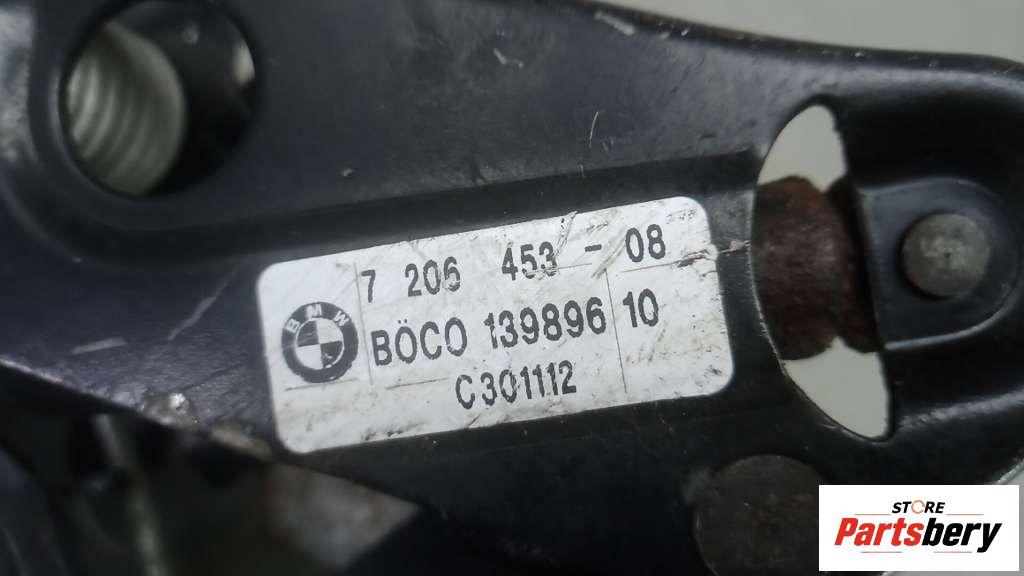 7 206 453 - 08
BMW
BÖCO 139896 10
C301112
STORE
Partsbery